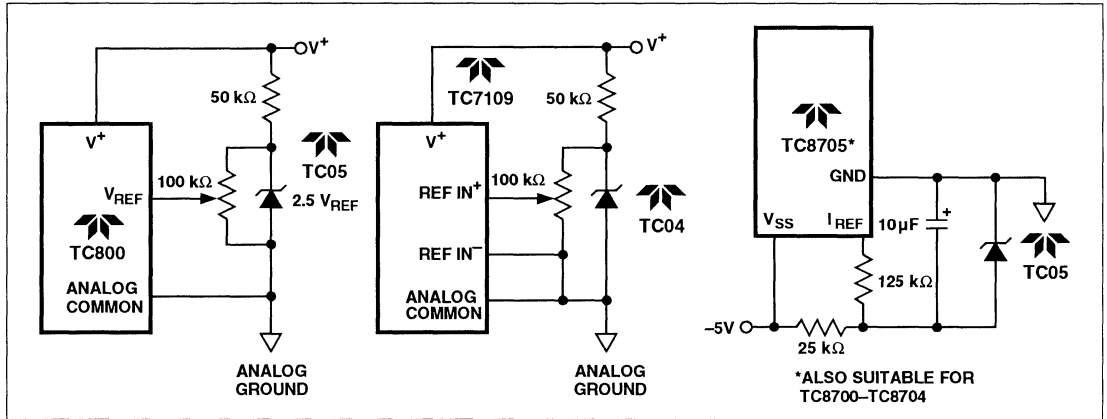 V+
50 kΩ
TC05
V+
100 kΩ
VREF
2.5 VREF
TC800
ANALOG
COMMON
ANALOG
GROUND
V+
TC7109
50 kΩ
V+
REF IN+
100 kΩ
TC04
REF IN–
ANALOG
COMMON
ANALOG
GROUND
TC8705*
GND
VSS
IREF
10µF
+
TC05
125 kΩ
–5V
25 kΩ
*ALSO SUITABLE FOR
TC8700–TC8704